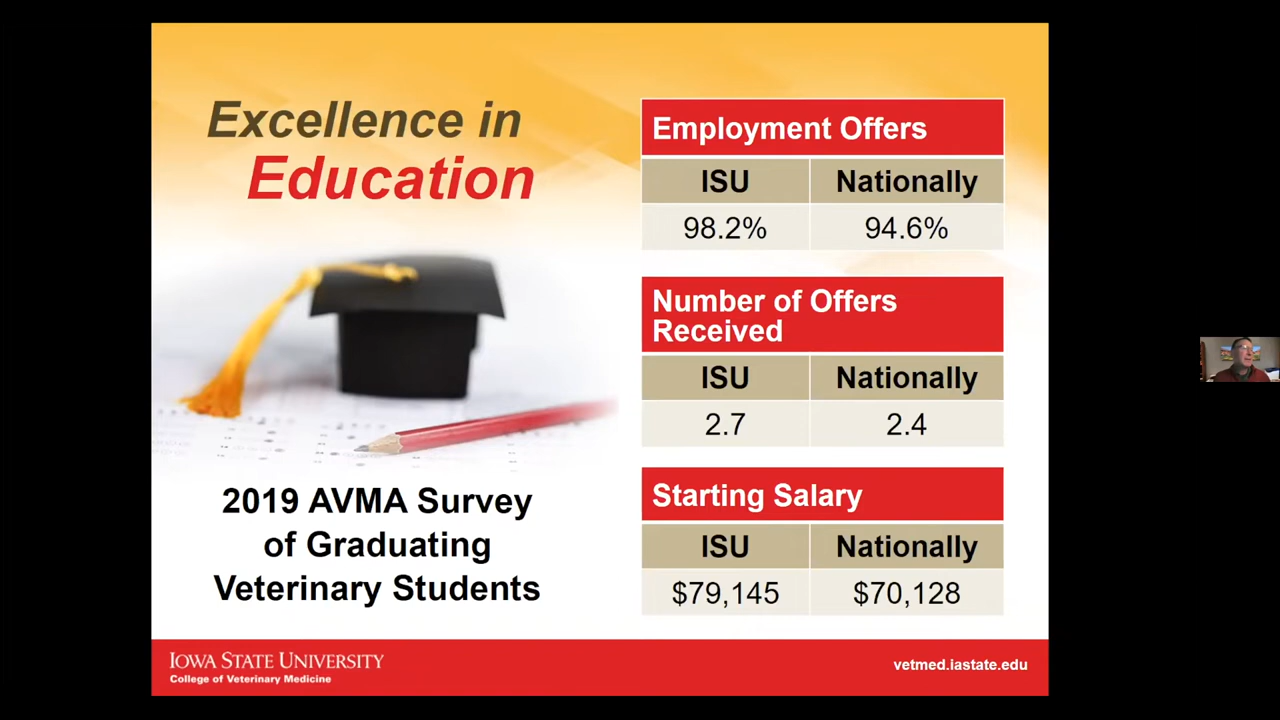 Excellence in
Education
2019 AVMA Survey
of Graduating
Veterinary Students
Employment Offers
ISU Nationally
98.2% 94.6%
Number of Offers
Received
ISU Nationally
2.7 2.4
Starting Salary
ISU Nationally
$79,145 $70,128
IOWA STATE UNIVERSITY
College of Veterinary Medicine
vetmed.iastate.edu